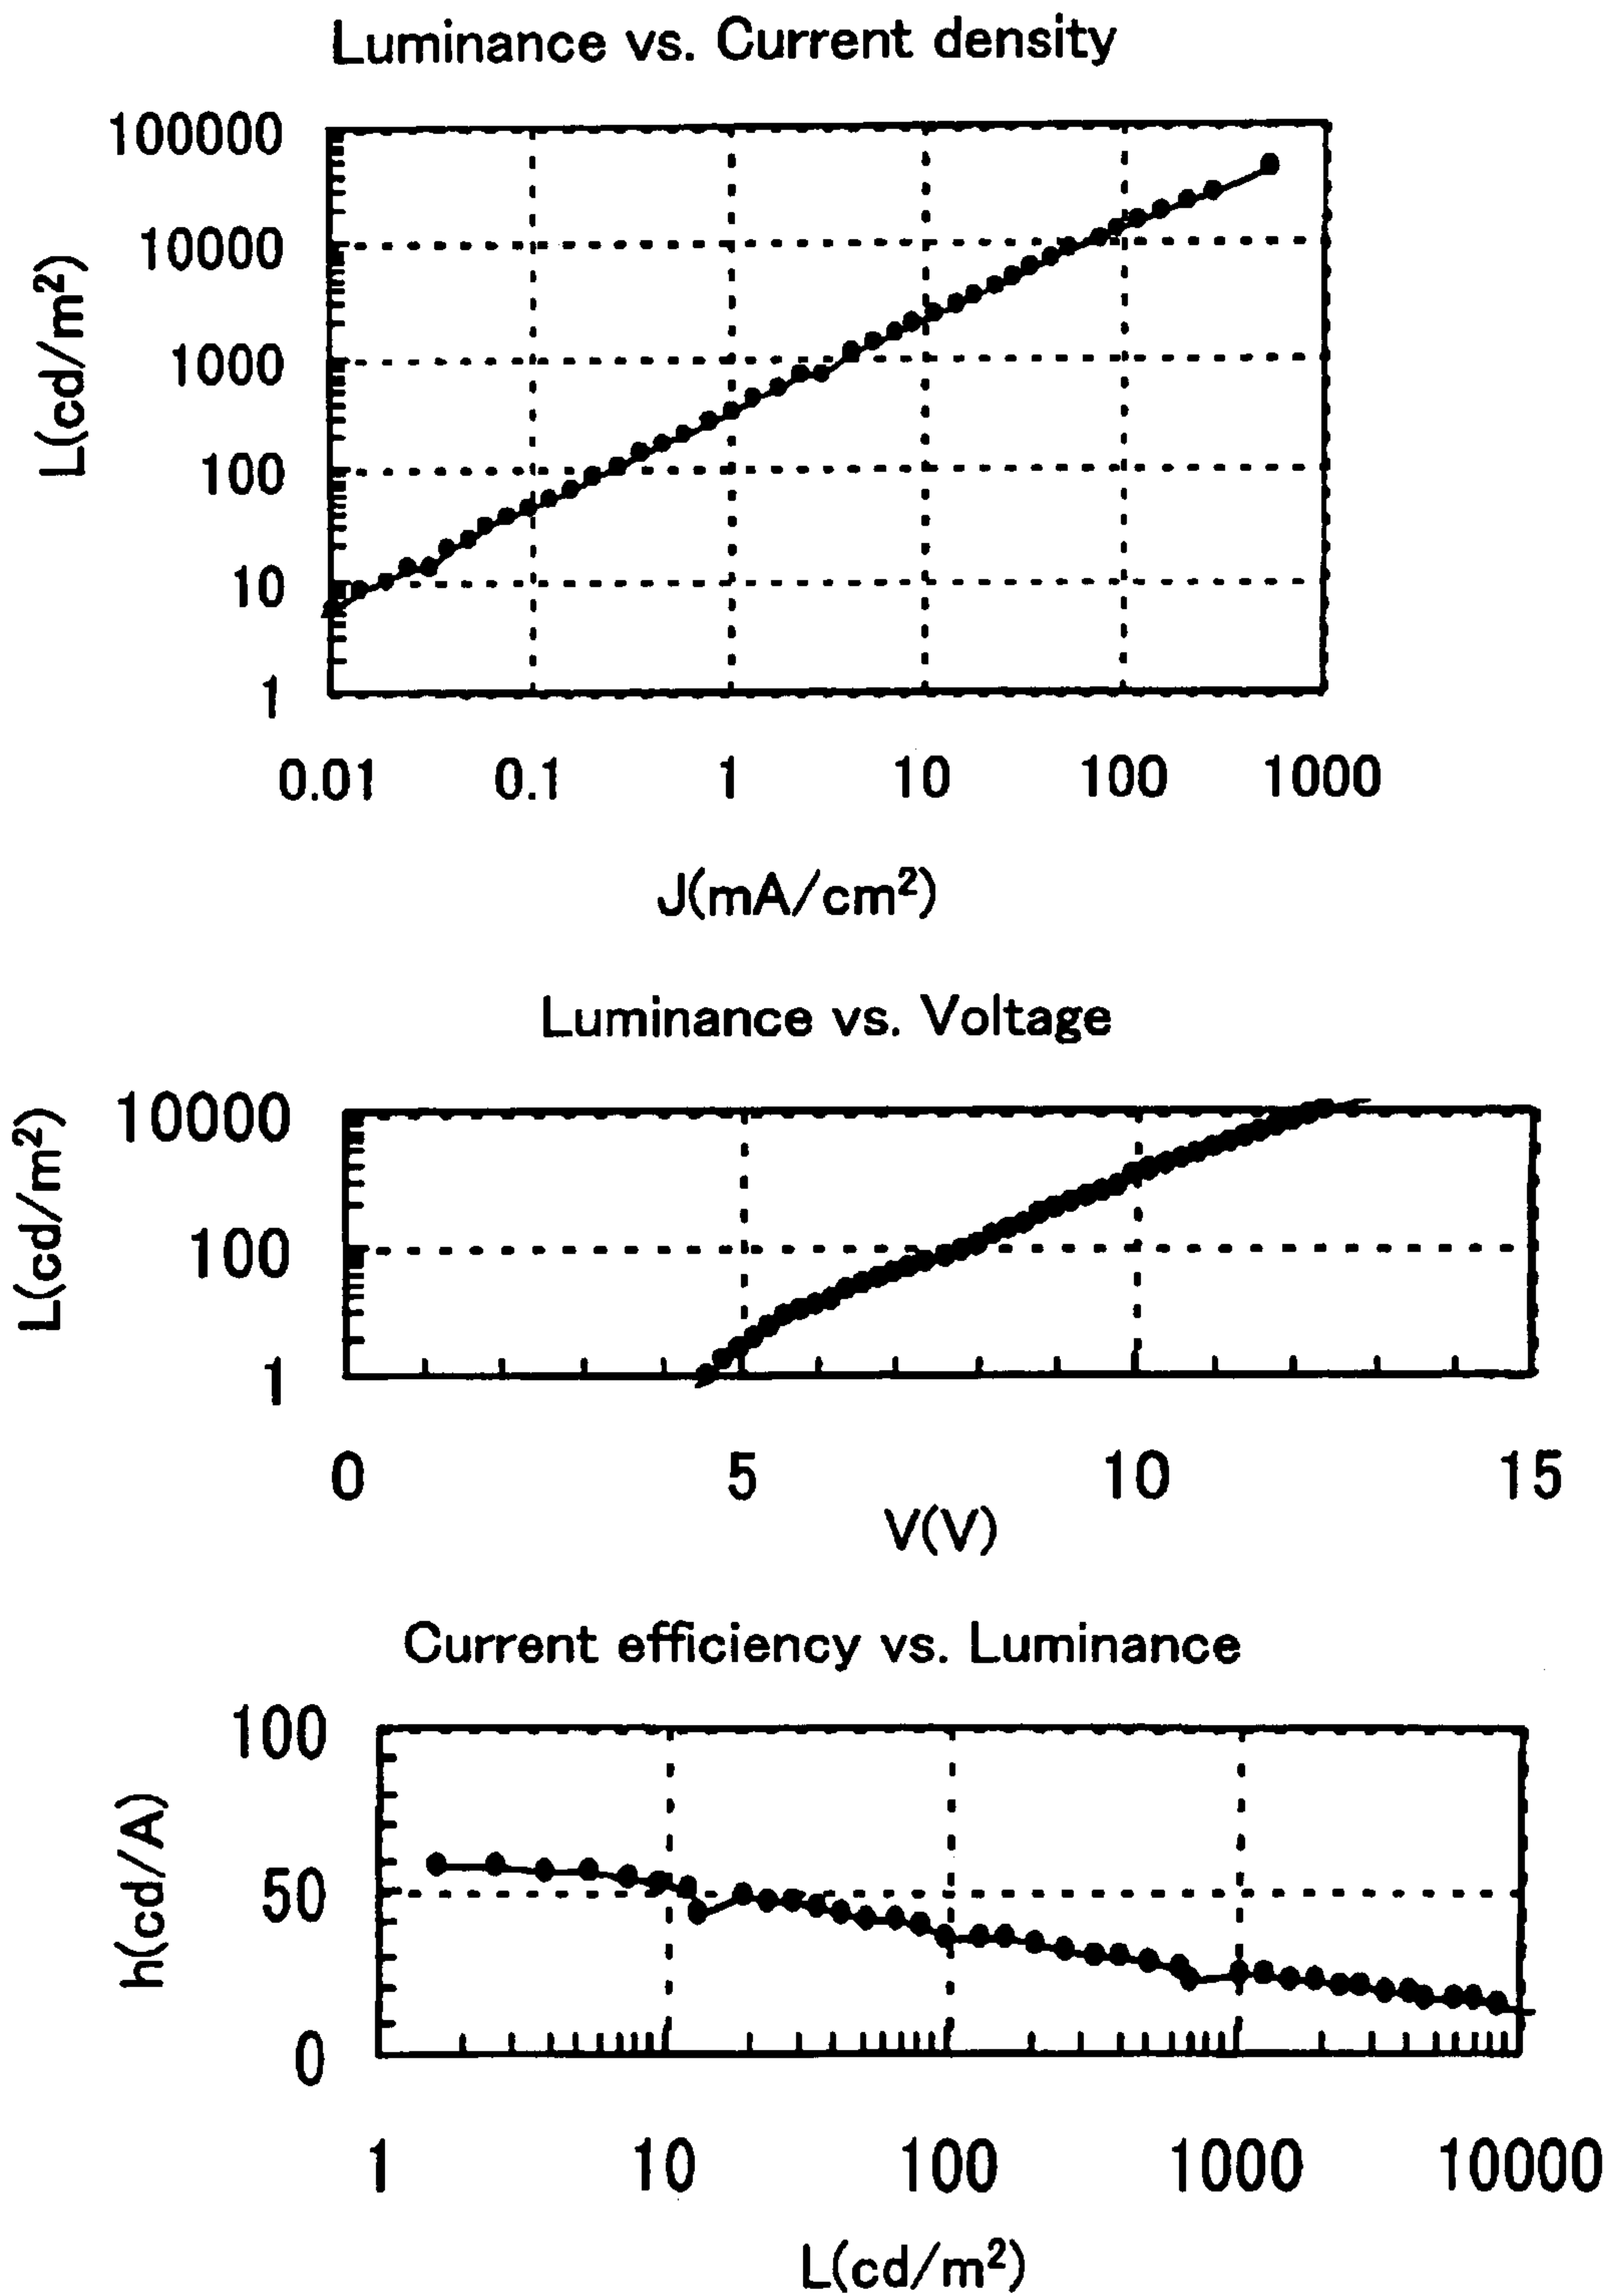 Luminance vs. Current density
100000
10000
1000
100
10
1
L(cd/m²)
0.01 0.1 1 10 100 1000
J(mA/cm²)
Luminance vs. Voltage
10000
100
1
L(cd/m²)
0 5 10 15
V(V)
Current efficiency vs. Luminance
100
50
0
h(cd/A)
1 10 100 1000 10000
L(cd/m²)